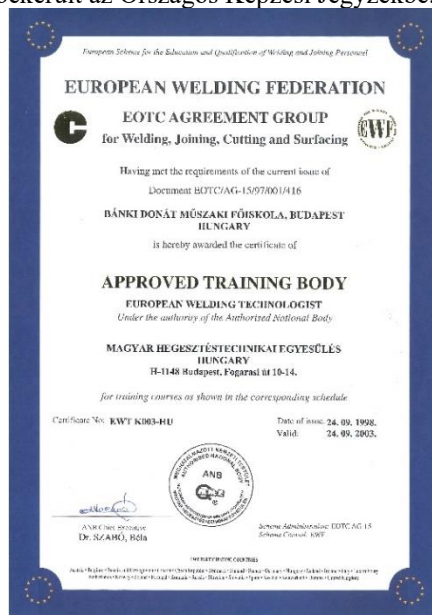 az Országos Képzési
European Scheme for the Education and Qualification of Welding and Joining Personnel
EUROPEAN WELDING FEDERATION
EOTC AGREEMENT GROUP
for Welding, Joining, Cutting and Surfacing
EWF
Having met the requirements of the current issue of
Document EOTC/AG-15/97/001/416
BÁNKI DONÁT MŰSZAKI FŐISKOLA, BUDAPEST
HUNGARY
is hereby awarded the certificate of
APPROVED TRAINING BODY
EUROPEAN WELDING TECHNOLOGIST
Under the authority of the Authorized National Body
MAGYAR HEGESZTÉSTECHNIKAI EGYESÜLÉS
HUNGARY
H-1148 Budapest, Fogarasi út 10-14.
for training courses as shown in the corresponding schedule
Certificate No: EWT K003-HU
Date of issue: 24. 09. 1998.
Valid: 24. 09. 2003.
ANB
ANB Chief Executive
Dr. SZABÓ, Béla
Scheme Administration: EOTC AG 15
Scheme Control: EWF